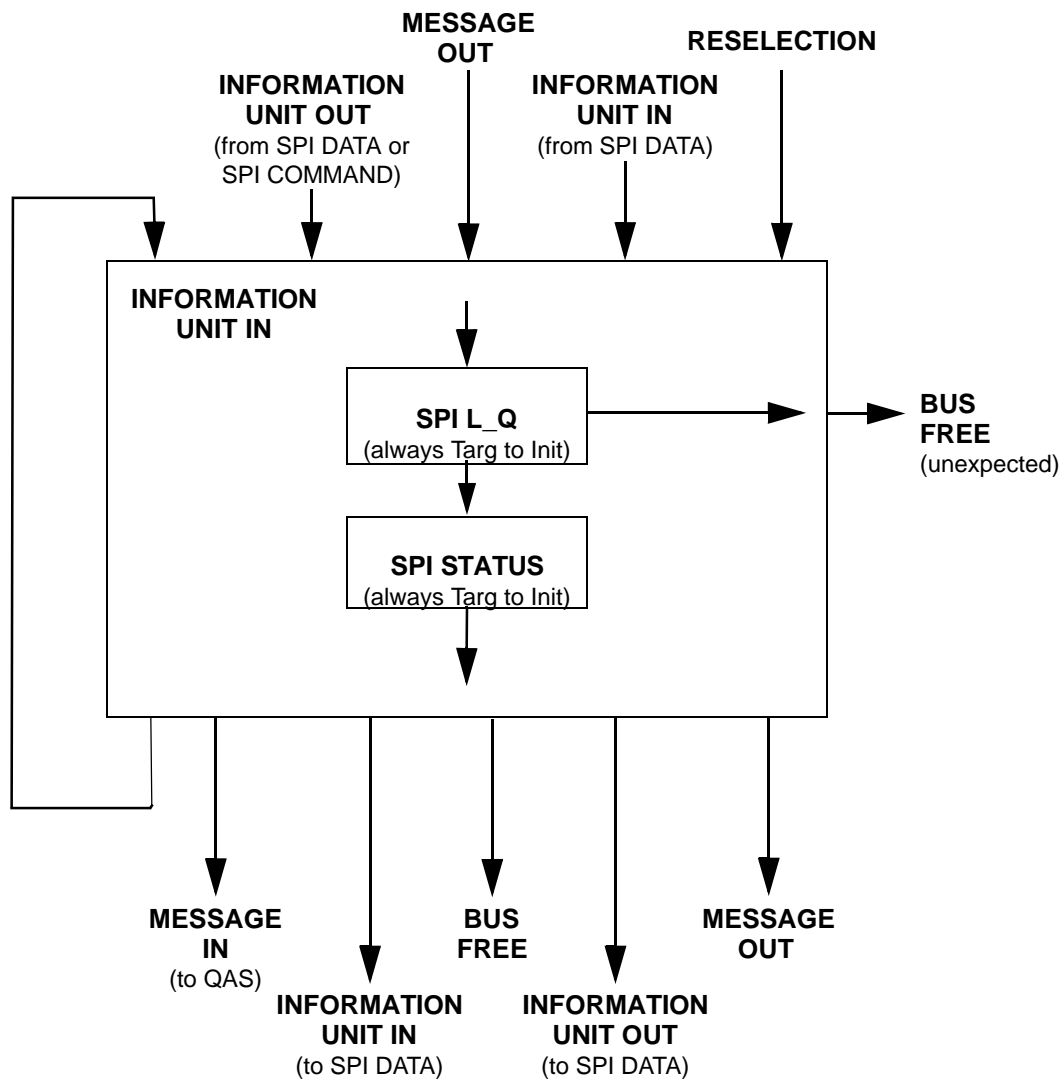 MESSAGE
OUT
RESELECTION
INFORMATION
UNIT OUT
(from SPI DATA or
SPI COMMAND)
INFORMATION
UNIT IN
(from SPI DATA)
INFORMATION
UNIT IN
SPI L_Q
(always Targ to Init)
BUS
FREE
(unexpected)
SPI STATUS
(always Targ to Init)
MESSAGE
IN
(to QAS)
INFORMATION
UNIT IN
(to SPI DATA)
BUS
FREE
INFORMATION
UNIT OUT
(to SPI DATA)
MESSAGE
OUT